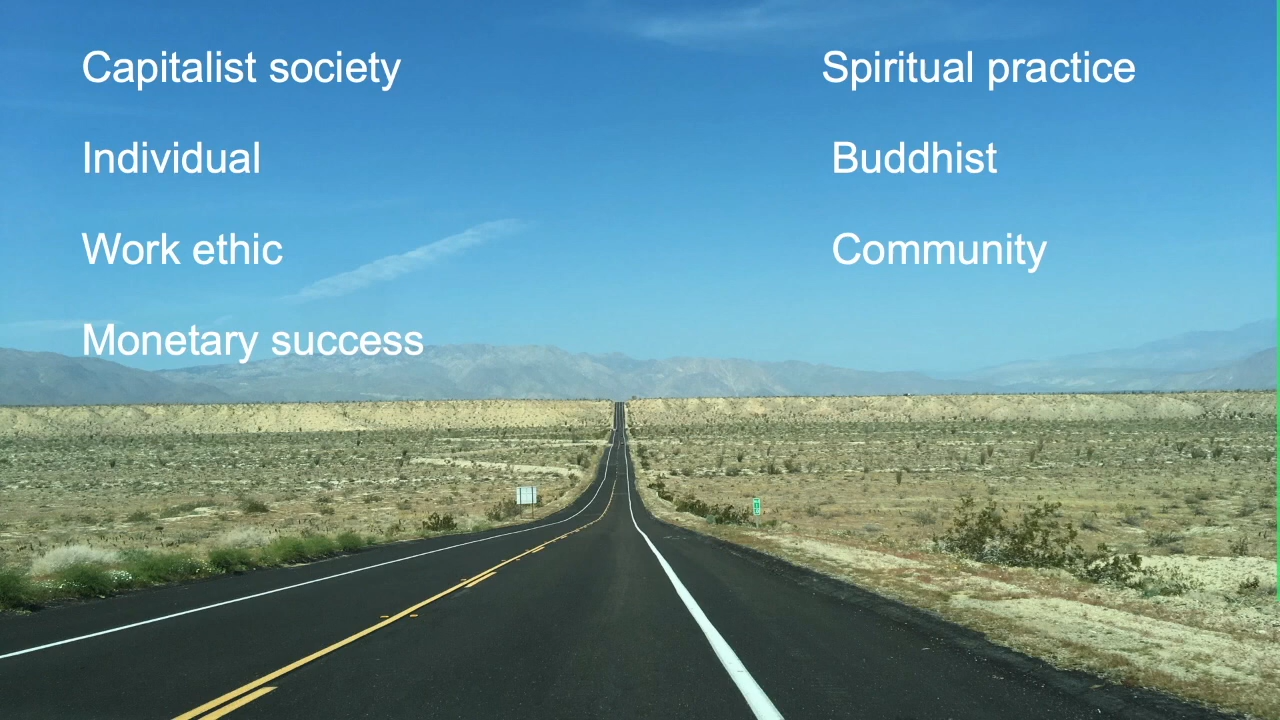 Capitalist society
Individual
Work ethic
Monetary success
Spiritual practice
Buddhist
Community